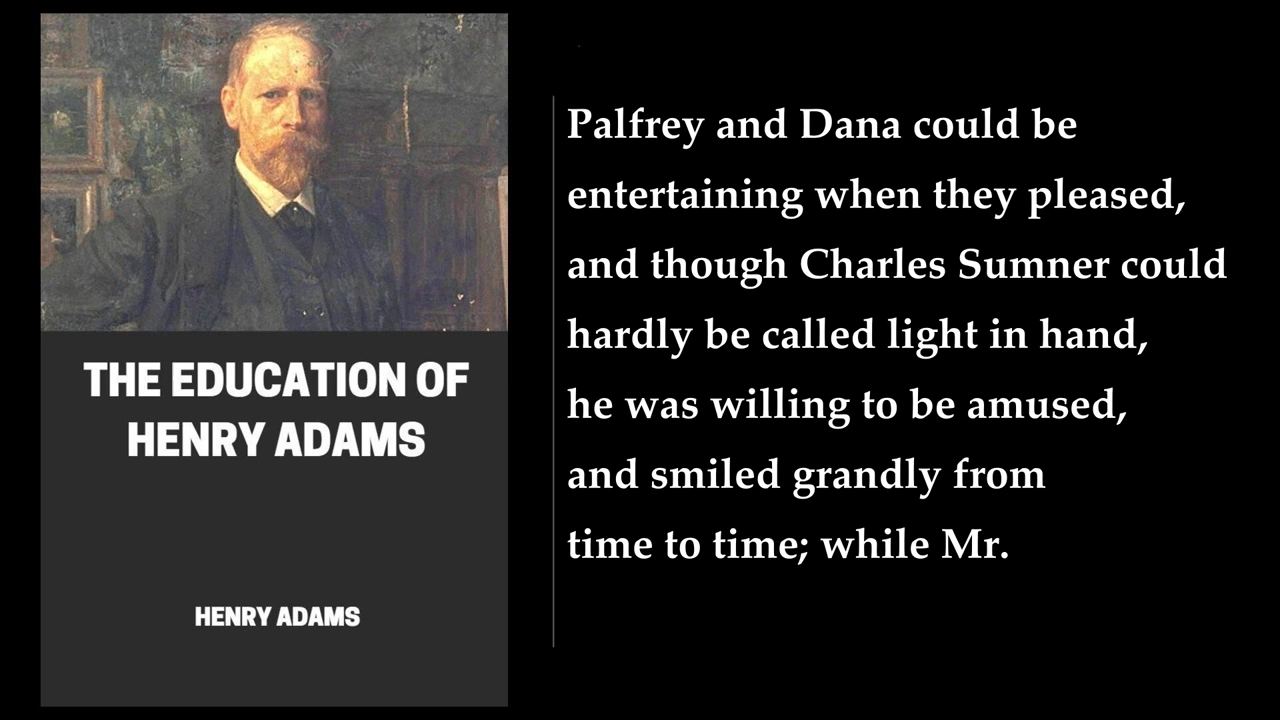 THE EDUCATION OF
HENRY ADAMS
HENRY ADAMS
Palfrey and Dana could be
entertaining when they pleased,
and though Charles Sumner could
hardly be called light in hand,
he was willing to be amused,
and smiled grandly from
time to time; while Mr.